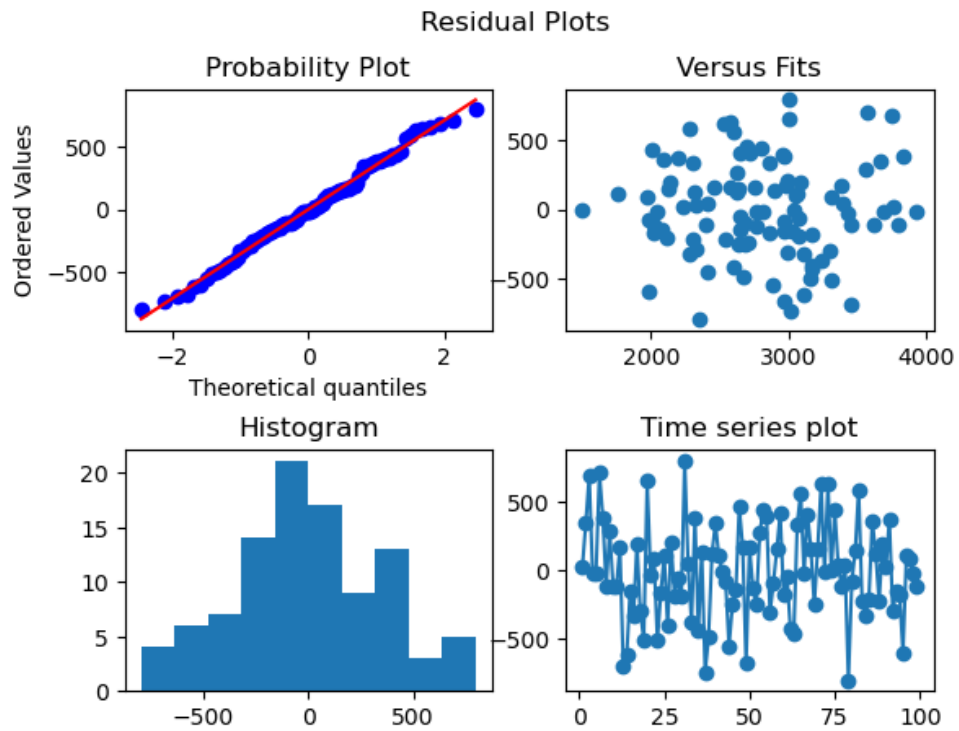 Residual Plots
Probability Plot
Ordered Values
500
0
−500
−2 0 2
Theoretical quantiles
Versus Fits
500
0
−500
2000 3000 4000
Histogram
20
15
10
5
0
−500 0 500
Time series plot
500
0
−500
0 25 50 75 100